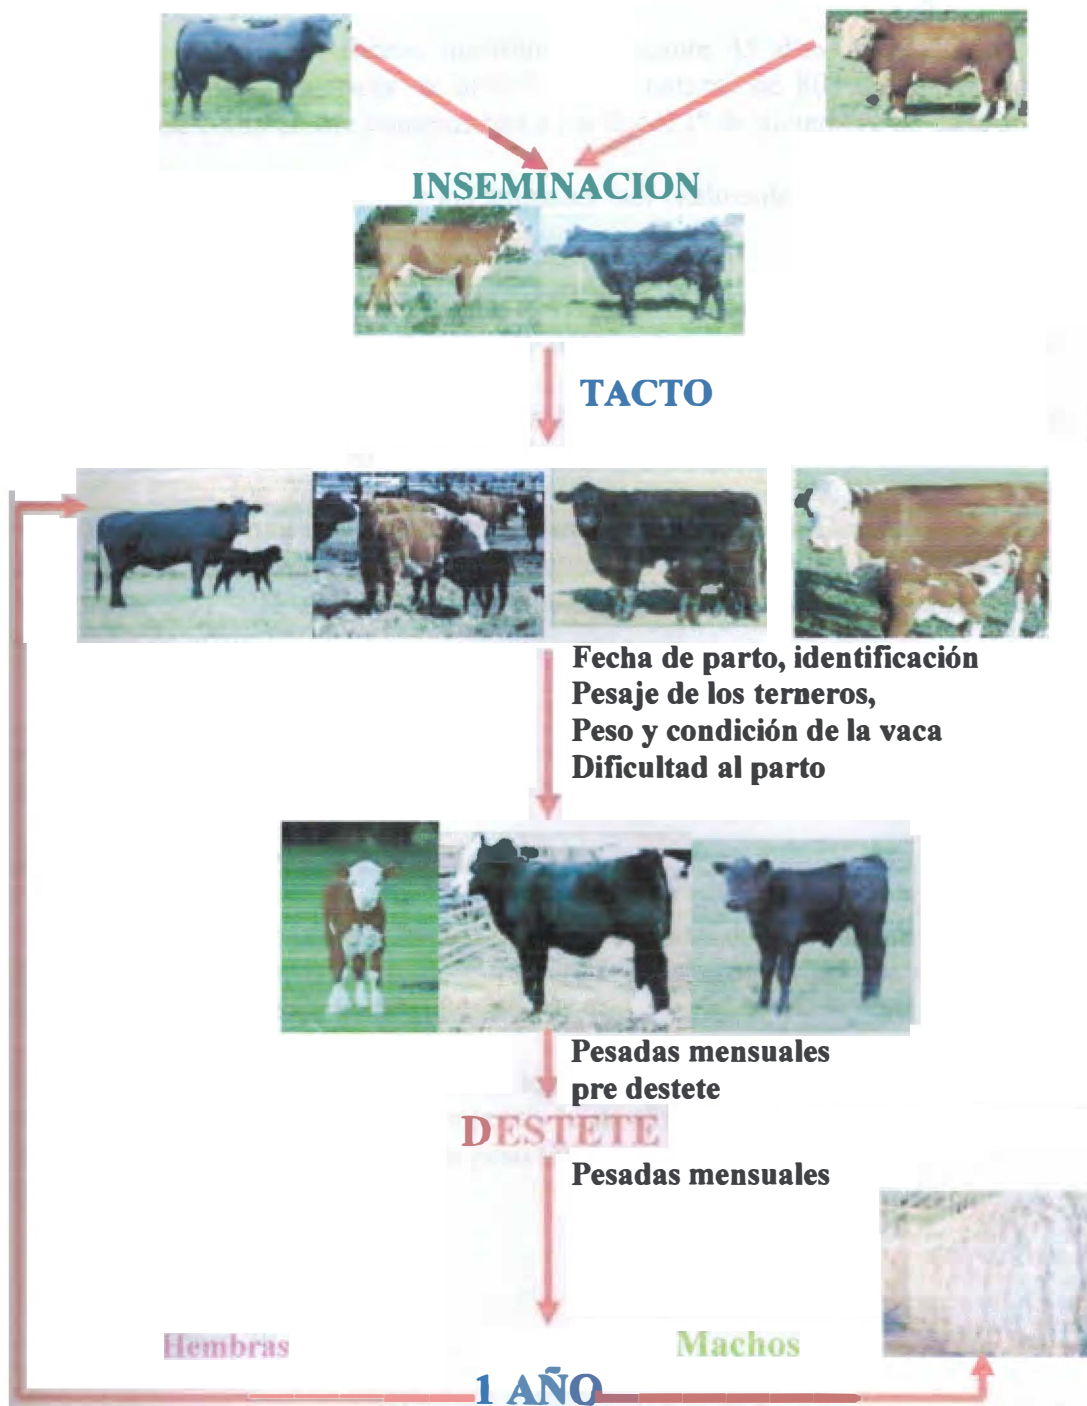 INSEMINACION
TACTO
Fecha de parto, identificación
Pesaje de los terneros,
Peso y condición de la vaca
Dificultad al parto
Pesadas mensuales
pre destete
DESTETE
Pesadas mensuales
Hembras
Machos
1 AÑO